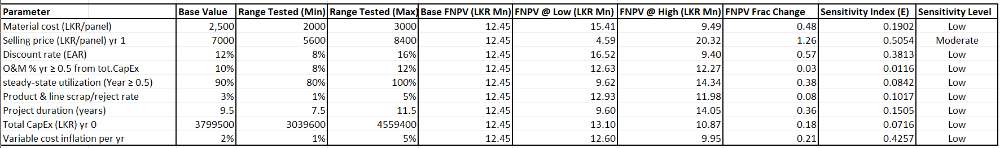 Parameter Base Value Range Tested (Min) Range Tested (Max) Base FNPV (LKR Mn) FNPV @ Low (LKR Mn) FNPV @ High (LKR Mn) FNPV Frac Change Sensitivity Index (E) Sensitivity Level
Material cost (LKR/panel) 2,500 2000 3000 12.45 15.41 9.49 0.48 0.1902 Low
Selling price (LKR/panel) yr 1 7000 5600 8400 12.45 4.59 20.32 1.26 0.5054 Moderate
Discount rate (EAR) 12% 8% 16% 12.45 16.52 9.40 0.57 0.3813 Low
O&M % yr ≥ 0.5 from tot.CapEx 10% 8% 12% 12.45 12.63 12.27 0.03 0.0116 Low
steady-state utilization (Year ≥ 0.5) 90% 80% 100% 12.45 9.62 14.34 0.38 0.0842 Low
Product & line scrap/reject rate 3% 1% 5% 12.45 12.93 11.98 0.08 0.1017 Low
Project duration (years) 9.5 7.5 11.5 12.45 9.60 14.05 0.36 0.1505 Low
Total CapEx (LKR) yr 0 3799500 3039600 4559400 12.45 13.10 10.87 0.18 0.0716 Low
Variable cost inflation per yr 2% 1% 5% 12.45 12.60 9.95 0.21 0.4257 Low